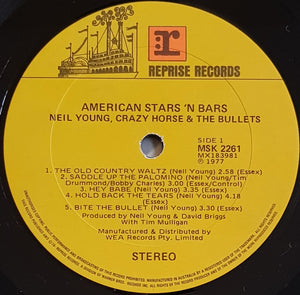 r
REPRISE RECORDS
AMERICAN STARS 'N BARS
NEIL YOUNG, CRAZY HORSE & THE BULLETS
SIDE 1
MSK 2261
MX183981
℗ 1977
1. THE OLD COUNTRY WALTZ (Neil Young) 2.58 (Essex)
2. SADDLE UP THE PALOMINO (Neil Young/Tim
Drummond/Bobby Charles) 3.00 (Essex/Control)
3. HEY BABE (Neil Young) 3.35 (Essex)
4. HOLD BACK THE TEARS (Neil Young) 4.18
(Essex)
5. BITE THE BULLET (Neil Young) 3.30 (Essex)
Produced by Neil Young & David Briggs
With Tim Mulligan
Manufactured & Distributed by
WEA Records Pty. Limited
STEREO